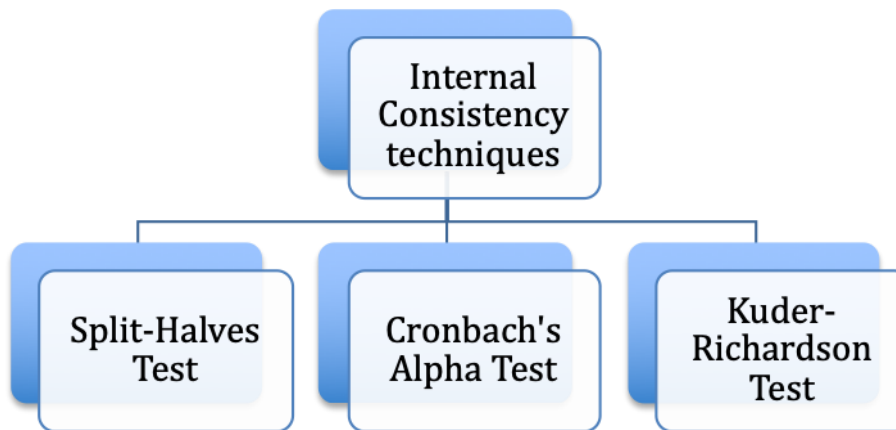 Internal
Consistency
techniques
Split-Halves
Test
Cronbach's
Alpha Test
Kuder-
Richardson
Test